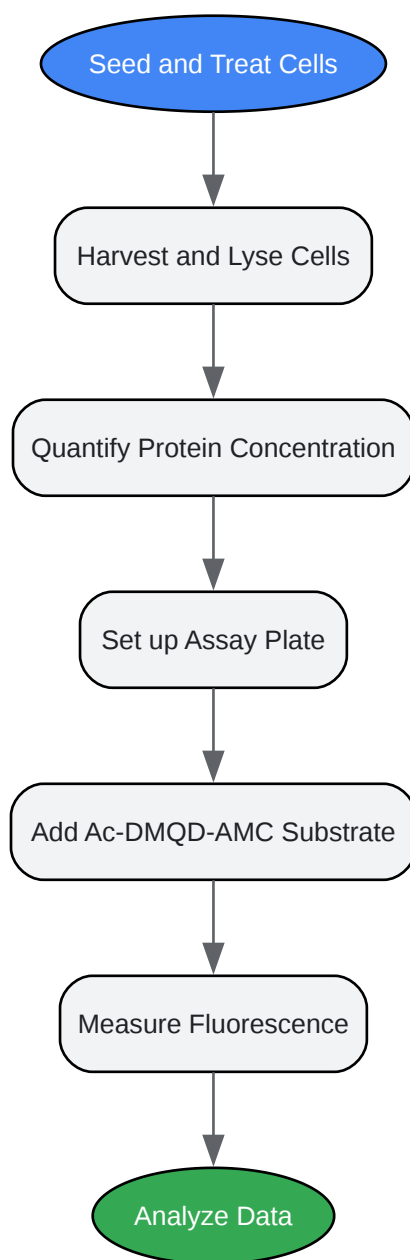 Seed and Treat Cells
Harvest and Lyse Cells
Quantify Protein Concentration
Set up Assay Plate
Add Ac-DMQD-AMC Substrate
Measure Fluorescence
Analyze Data